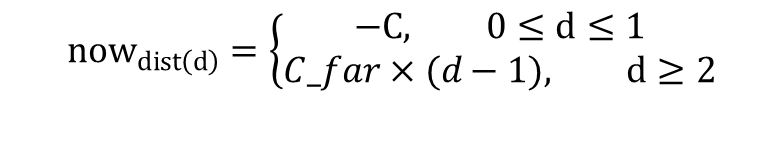 now_dist(d) = { −C, 0 ≤ d ≤ 1
C_far × (d − 1), d ≥ 2